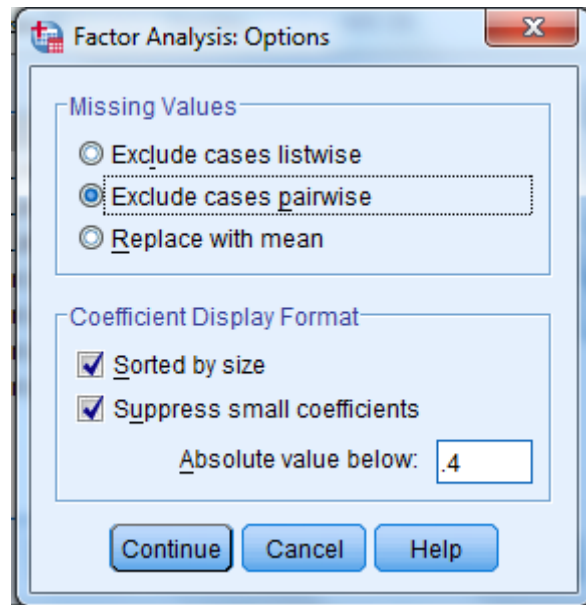 Factor Analysis: Options
Missing Values
Exclude cases listwise
Exclude cases pairwise
Replace with mean
Coefficient Display Format
Sorted by size
Suppress small coefficients
Absolute value below: .4
Continue Cancel Help